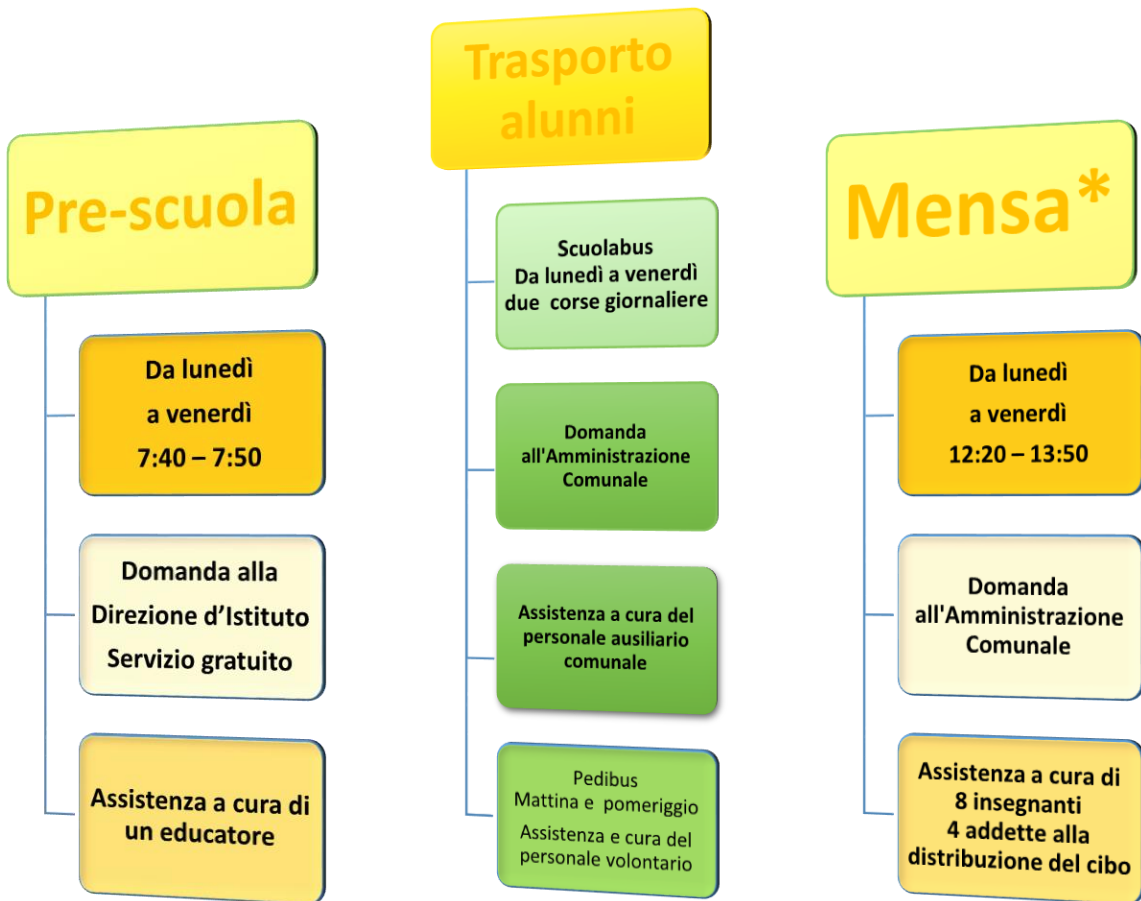 Pre-scuola
Da lunedì
a venerdì
7:40 – 7:50
Domanda alla
Direzione d’Istituto
Servizio gratuito
Assistenza a cura di
un educatore
Trasporto
alunni
Scuolabus
Da lunedì a venerdì
due corse giornaliere
Domanda
all'Amministrazione
Comunale
Assistenza a cura del
personale ausiliario
comunale
Pedibus
Mattina e pomeriggio
Assistenza e cura del
personale volontario
Mensa*
Da lunedì
a venerdì
12:20 – 13:50
Domanda
all'Amministrazione
Comunale
Assistenza a cura di
8 insegnanti
4 addette alla
distribuzione del cibo